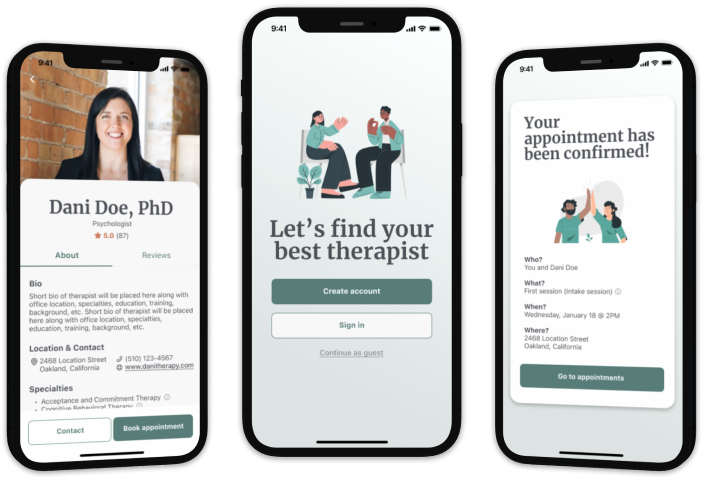 9:41
Dani Doe, PhD
Psychologist
5.0 (87)
About
Reviews
Bio
Short bio of therapist will be placed here along with
office location, specialties, education, training,
background, etc. Short bio of therapist will be placed
here along with office location, specialties,
education, training, background, etc.
Location & Contact
2468 Location Street
Oakland, California
(510) 123-4567
www.danitherapy.com
Specialties
• Acceptance and Commitment Therapy
• Cognitive Behavioral Therapy
Contact
Book appointment
9:41
Let’s find your
best therapist
Create account
Sign in
Continue as guest
9:41
Your
appointment has
been confirmed!
Who?
You and Dani Doe
What?
First session (Intake session)
When?
Wednesday, January 18 @ 2PM
Where?
2468 Location Street
Oakland, California
Go to appointments